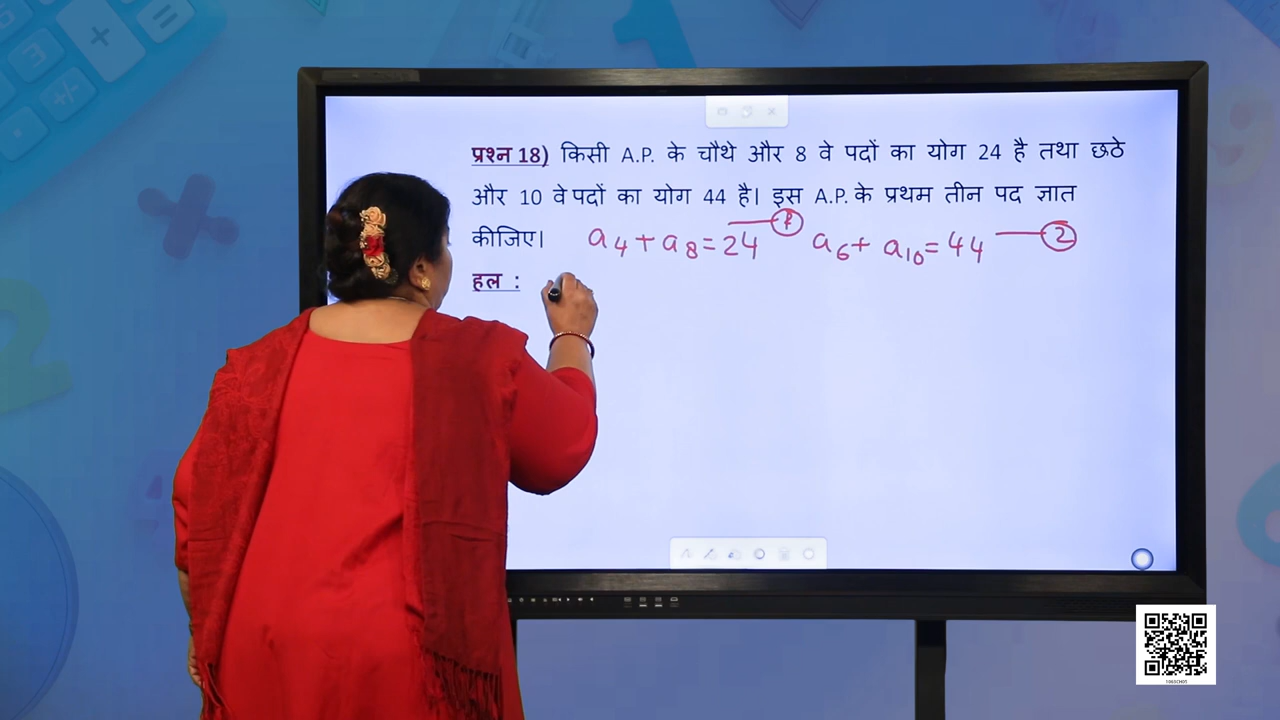 प्रश्न 18) किसी A.P. के चौथे और 8 वे पदों का योग 24 है तथा छठे
और 10 वे पदों का योग 44 है। इस A.P. के प्रथम तीन पद ज्ञात
कीजिए। a₄ + a₈ = 24 —①  a₆ + a₁₀ = 44 —②
हल :